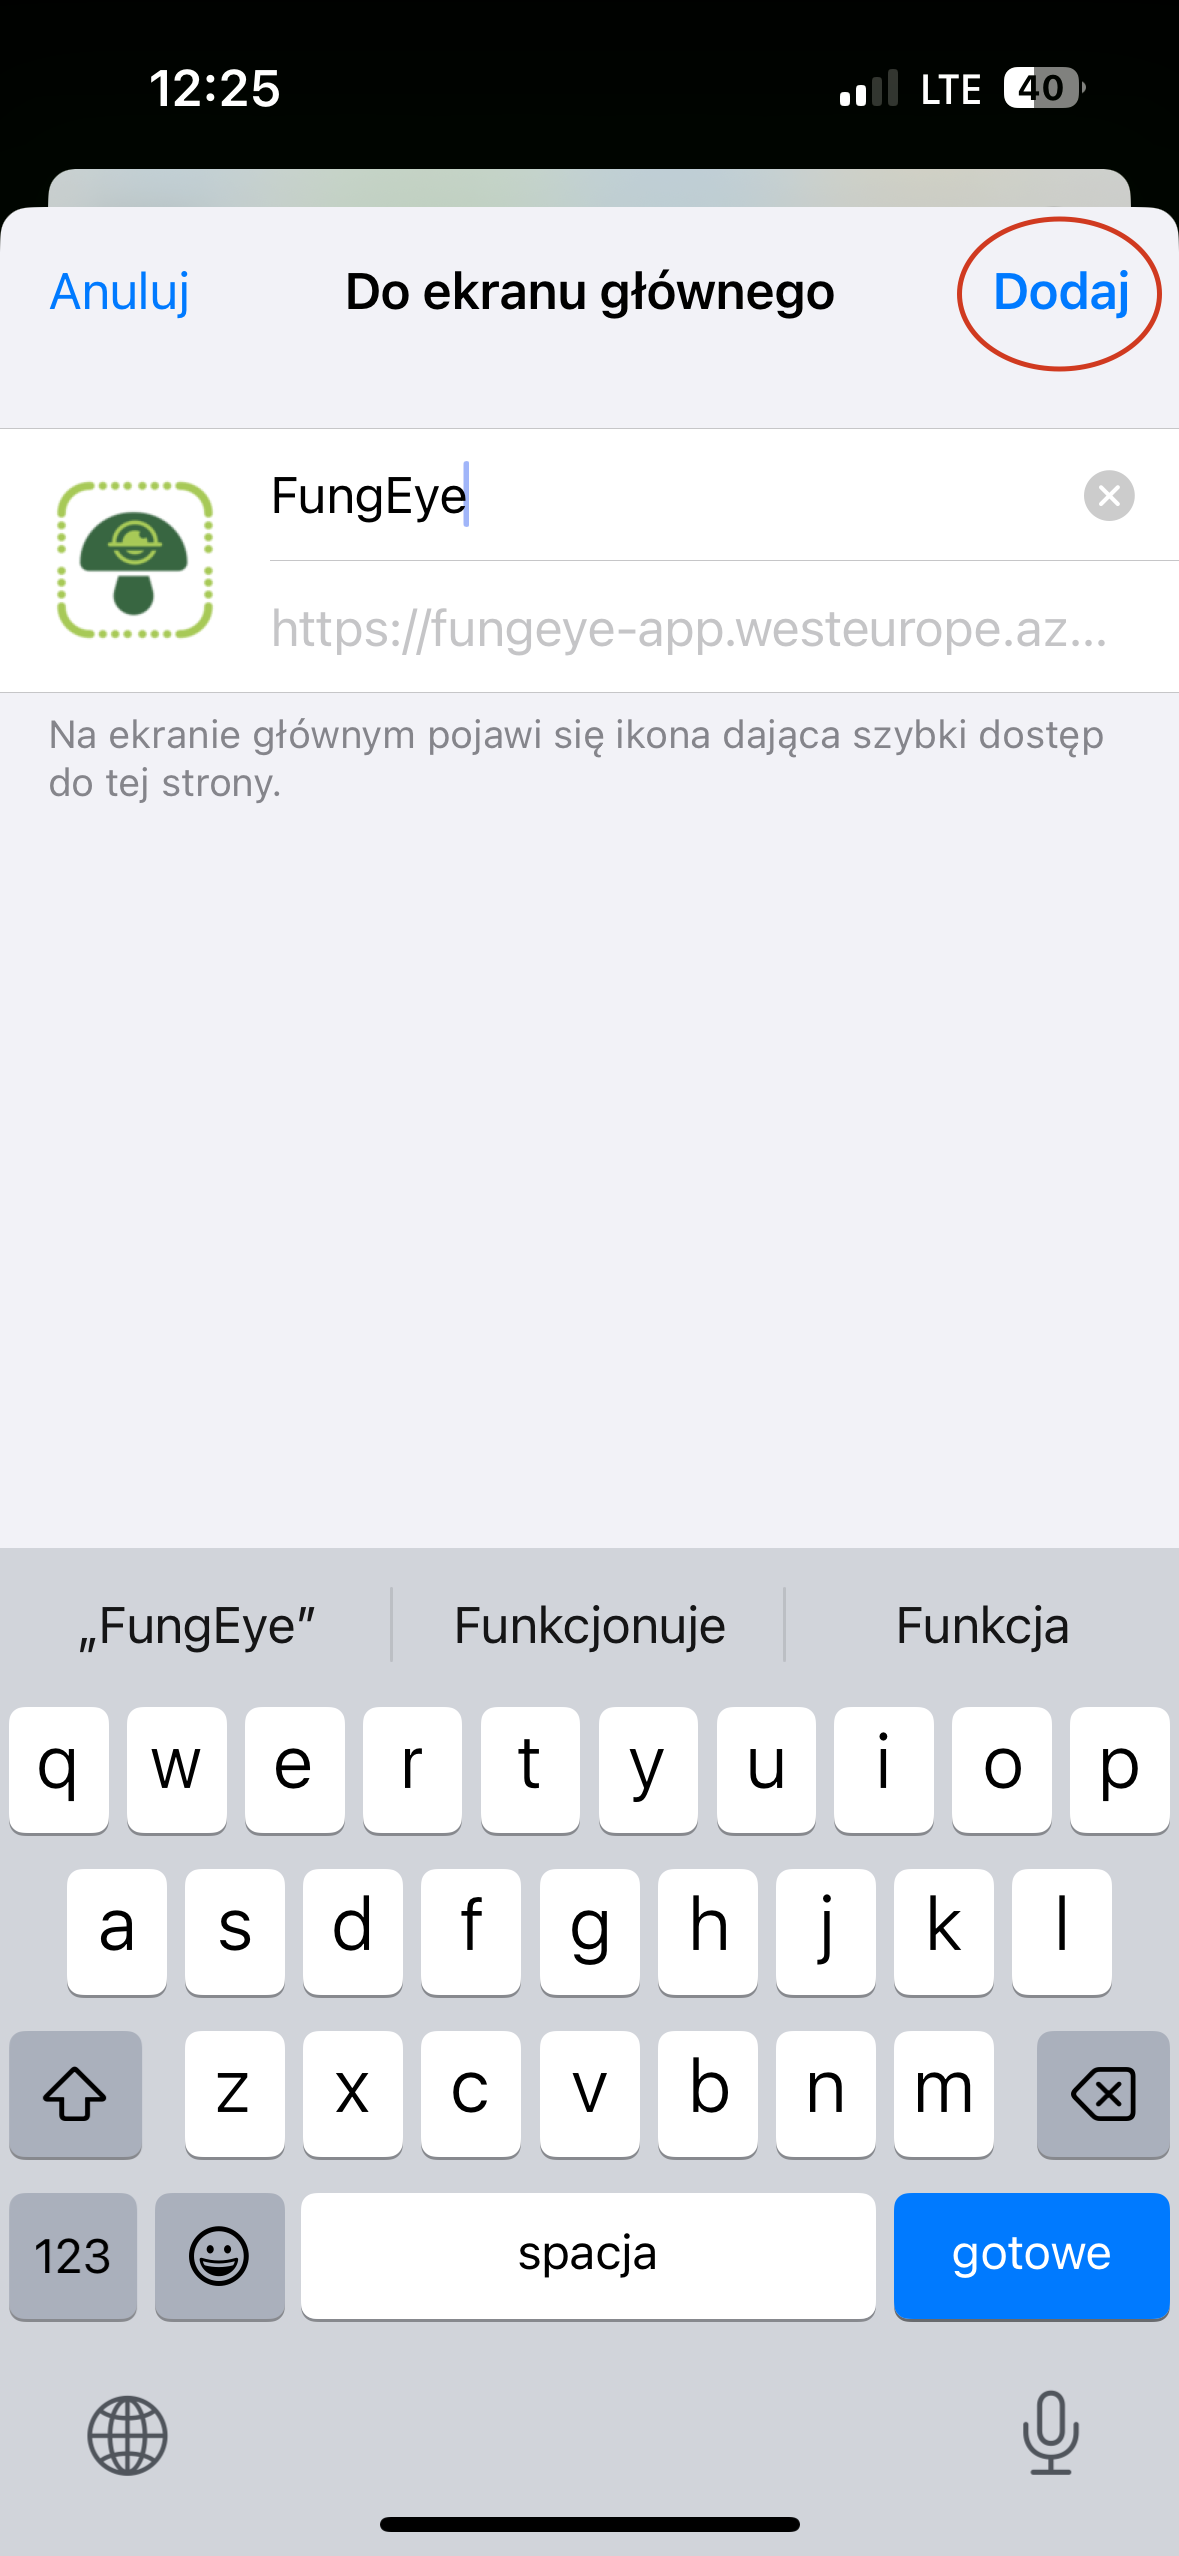 12:25 LTE 40
Anuluj Do ekranu głównego Dodaj
FungEye
https://fungeye-app.westeurope.az...
Na ekranie głównym pojawi się ikona dająca szybki dostęp
do tej strony.
„FungEye” Funkcjonuje Funkcja
q w e r t y u i o p
a s d f g h j k l
z x c v b n m
123 spacja gotowe